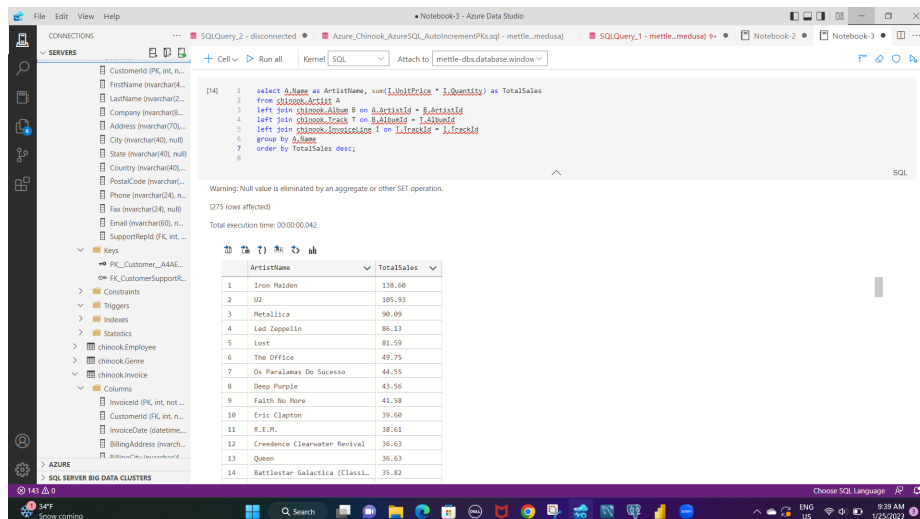 File Edit View Help
• Notebook-3 - Azure Data Studio
CONNECTIONS
SQLQuery_2 - disconnected
Azure_Chinook_AzureSQL_AutoIncrementPKs.sql - mettle...medusa)
SQLQuery_1 - mettle...medusa) 9+
Notebook-2
Notebook-3
SERVERS
+ Cell
Run all
Kernel SQL
Attach to mettle-dbs.database.window
CustomerId (PK, int, n...
FirstName (nvarchar(4...
LastName (nvarchar(2...
Company (nvarchar(8...
Address (nvarchar(70),...
City (nvarchar(40), null)
State (nvarchar(40), null)
Country (nvarchar(40),...
PostalCode (nvarchar(...
Phone (nvarchar(24), n...
Fax (nvarchar(24), null)
Email (nvarchar(60), n...
SupportRepId (FK, int, ...
Keys
PK__Customer__A4AE...
FK_CustomerSupportR...
Constraints
Triggers
Indexes
Statistics
chinook.Employee
chinook.Genre
chinook.Invoice
Columns
InvoiceId (PK, int, not ...
CustomerId (FK, int, n...
InvoiceDate (datetime,...
BillingAddress (nvarch...
BillingCity (nvarchar(4...
AZURE
SQL SERVER BIG DATA CLUSTERS
[14]
1 select A.Name as ArtistName, sum(I.UnitPrice * I.Quantity) as TotalSales
2 from chinook.Artist A
3 left join chinook.Album B on A.ArtistId = B.ArtistId
4 left join chinook.Track T on B.AlbumId = T.AlbumId
5 left join chinook.InvoiceLine I on T.TrackId = I.TrackId
6 group by A.Name
7 order by TotalSales desc;
8
SQL
Warning: Null value is eliminated by an aggregate or other SET operation.
(275 rows affected)
Total execution time: 00:00:00.042
ArtistName TotalSales
1 Iron Maiden 138.60
2 U2 105.93
3 Metallica 90.09
4 Led Zeppelin 86.13
5 Lost 81.59
6 The Office 49.75
7 Os Paralamas Do Sucesso 44.55
8 Deep Purple 43.56
9 Faith No More 41.58
10 Eric Clapton 39.60
11 R.E.M. 38.61
12 Creedence Clearwater Revival 36.63
13 Queen 36.63
14 Battlestar Galactica (Classi… 35.82
143 0
Choose SQL Language
34°F
Snow coming
Search
ENG
US
9:39 AM
1/25/2023